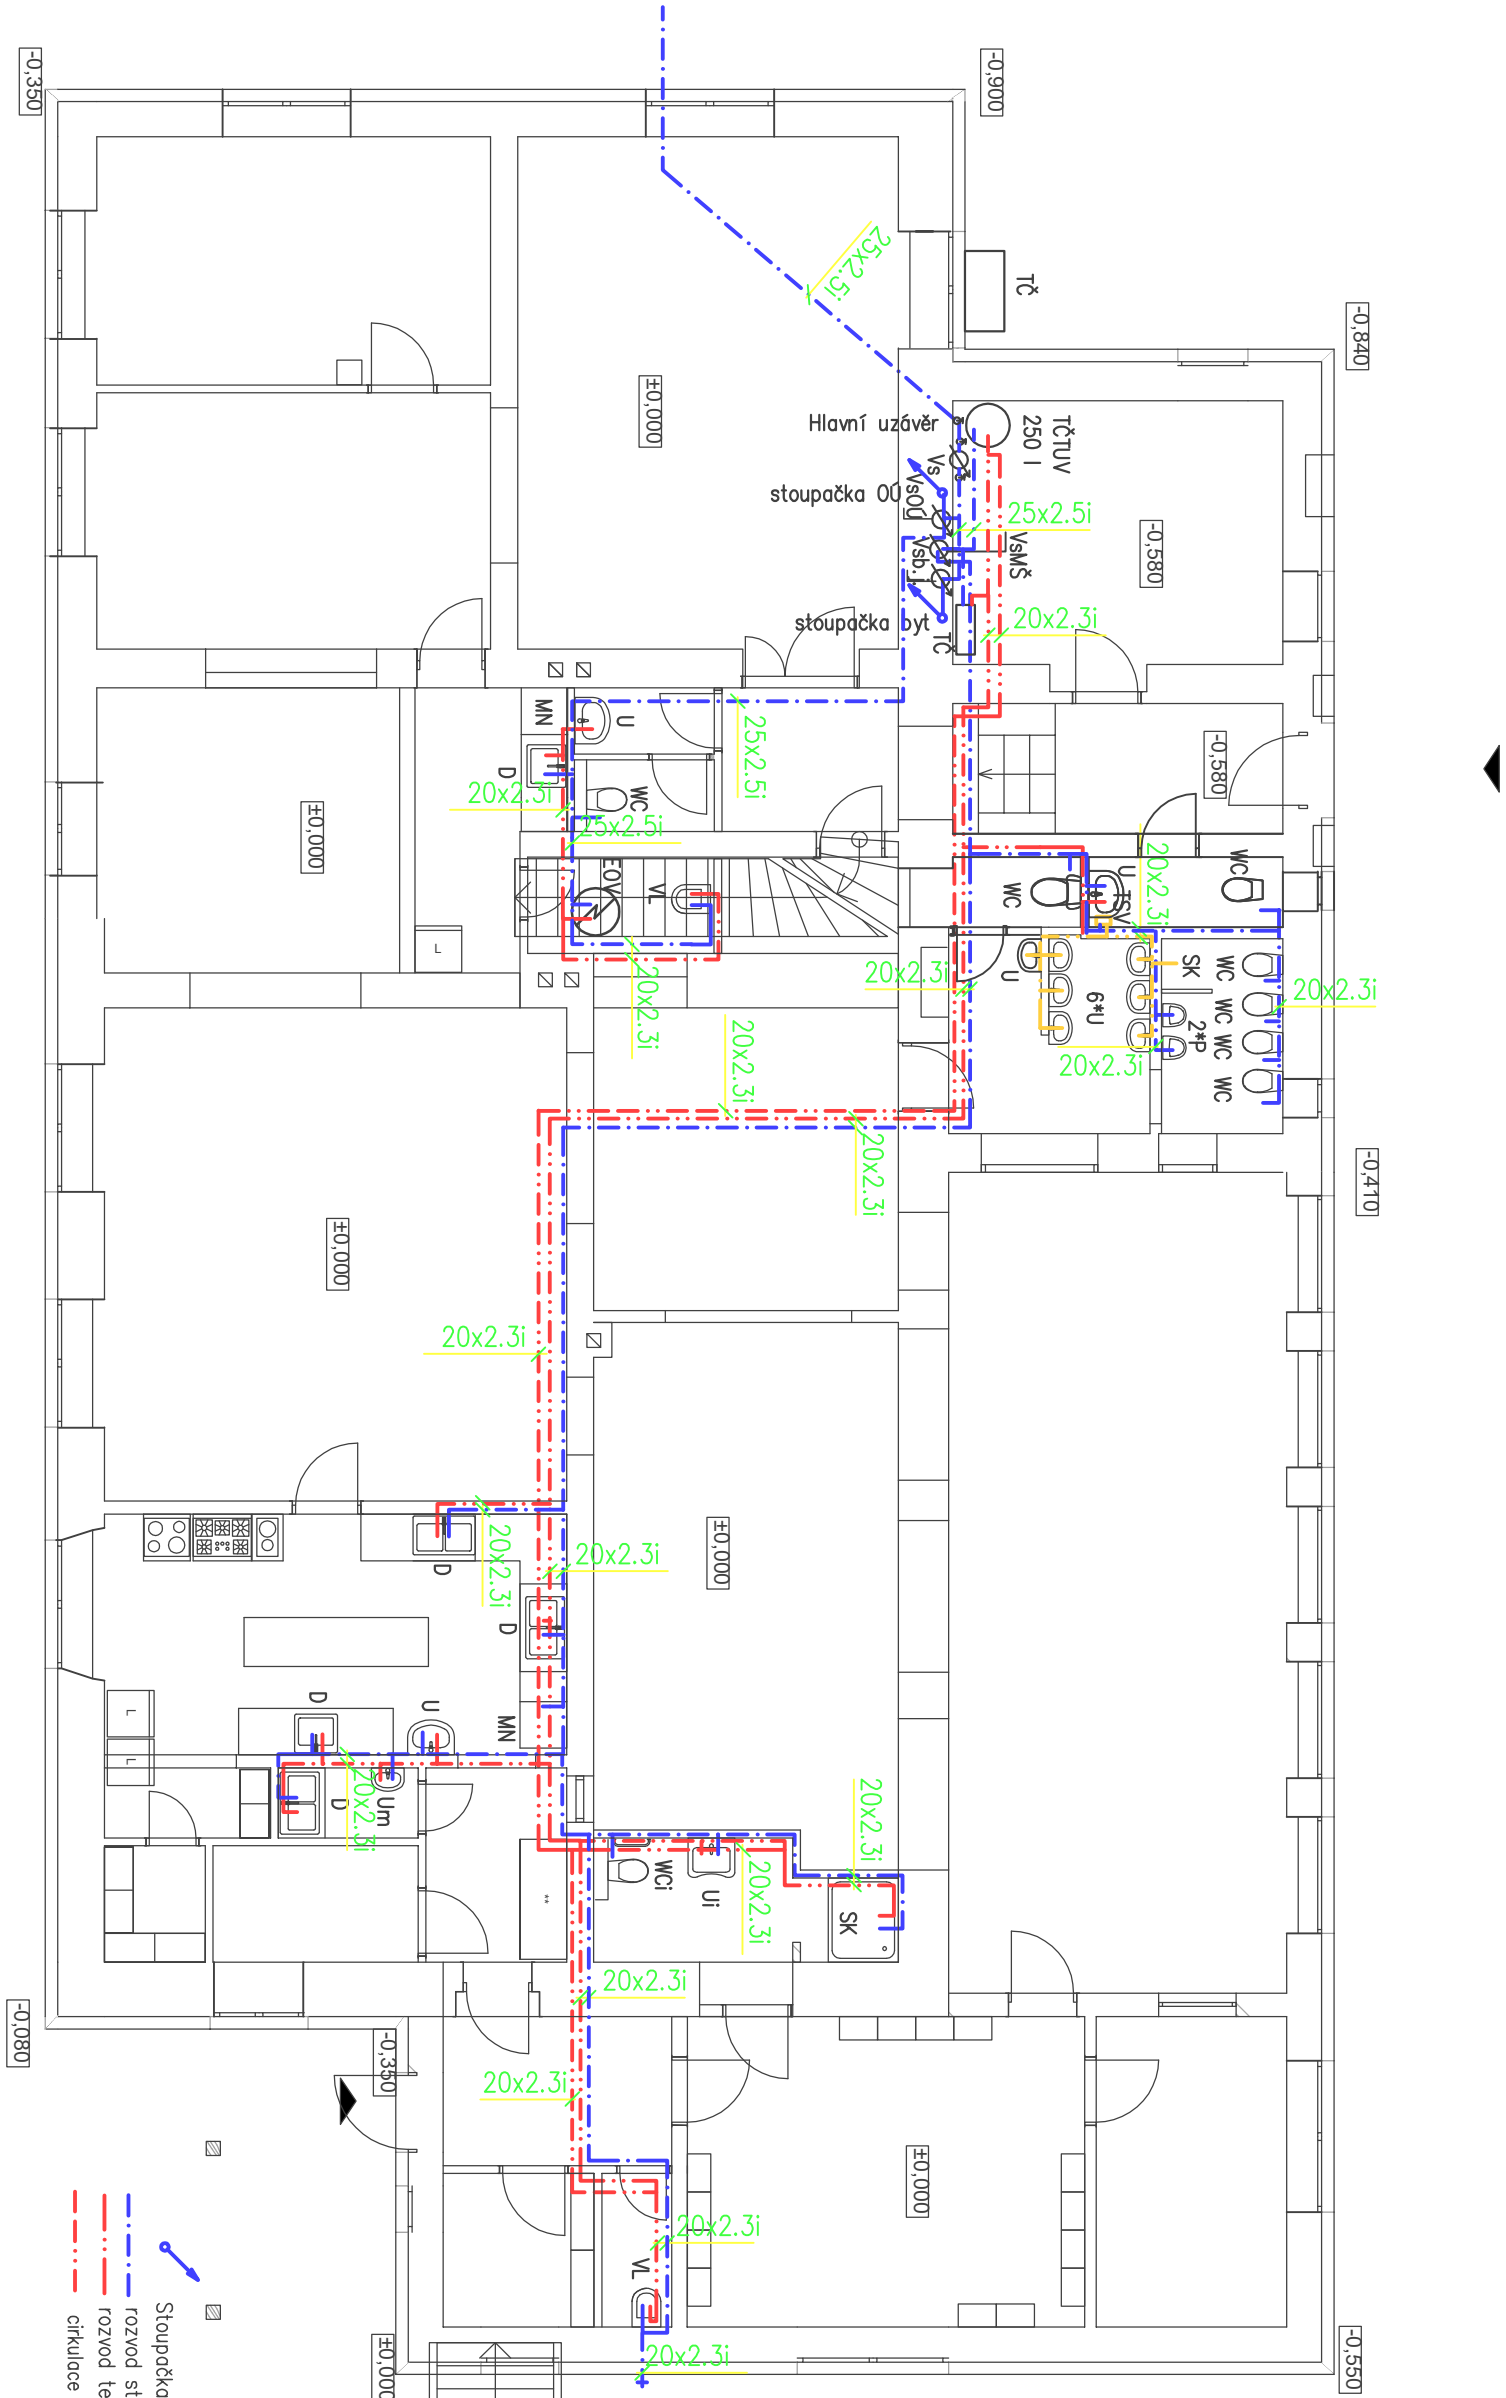 -0,350
-0,900
-0,840
TČ
25x2.5i
±0,000
Hlavní uzávěr
TČTUV
250 l
Vs
stoupačka OÚ
VsOÚ
25x2.5i
-0,580
VsMŠ
Vsb.j.
stoupačka byt
TČ
20x2.3i
MN
U
25x2.5i
-0,580
D
20x2.3i
WC
25x2.5i
±0,000
EOV
VL
WC
U
TSV
20x2.3i
WC
20x2.3i
L
20x2.3i
U
SK
WC
WC
WC
WC
20x2.3i
6*U
2*P
20x2.3i
20x2.3i
20x2.3i
-0,410
±0,000
20x2.3i
20x2.3i
20x2.3i
±0,000
D
D
D
U
MN
L
L
20x2.3i
D
Um
20x2.3i
WCi
Ui
20x2.3i
SK
**
20x2.3i
-0,080
-0,350
20x2.3i
±0,000
20x2.3i
VL
20x2.3i
-0,550
±0,000
Stoupačka
rozvod st
rozvod te
cirkulace